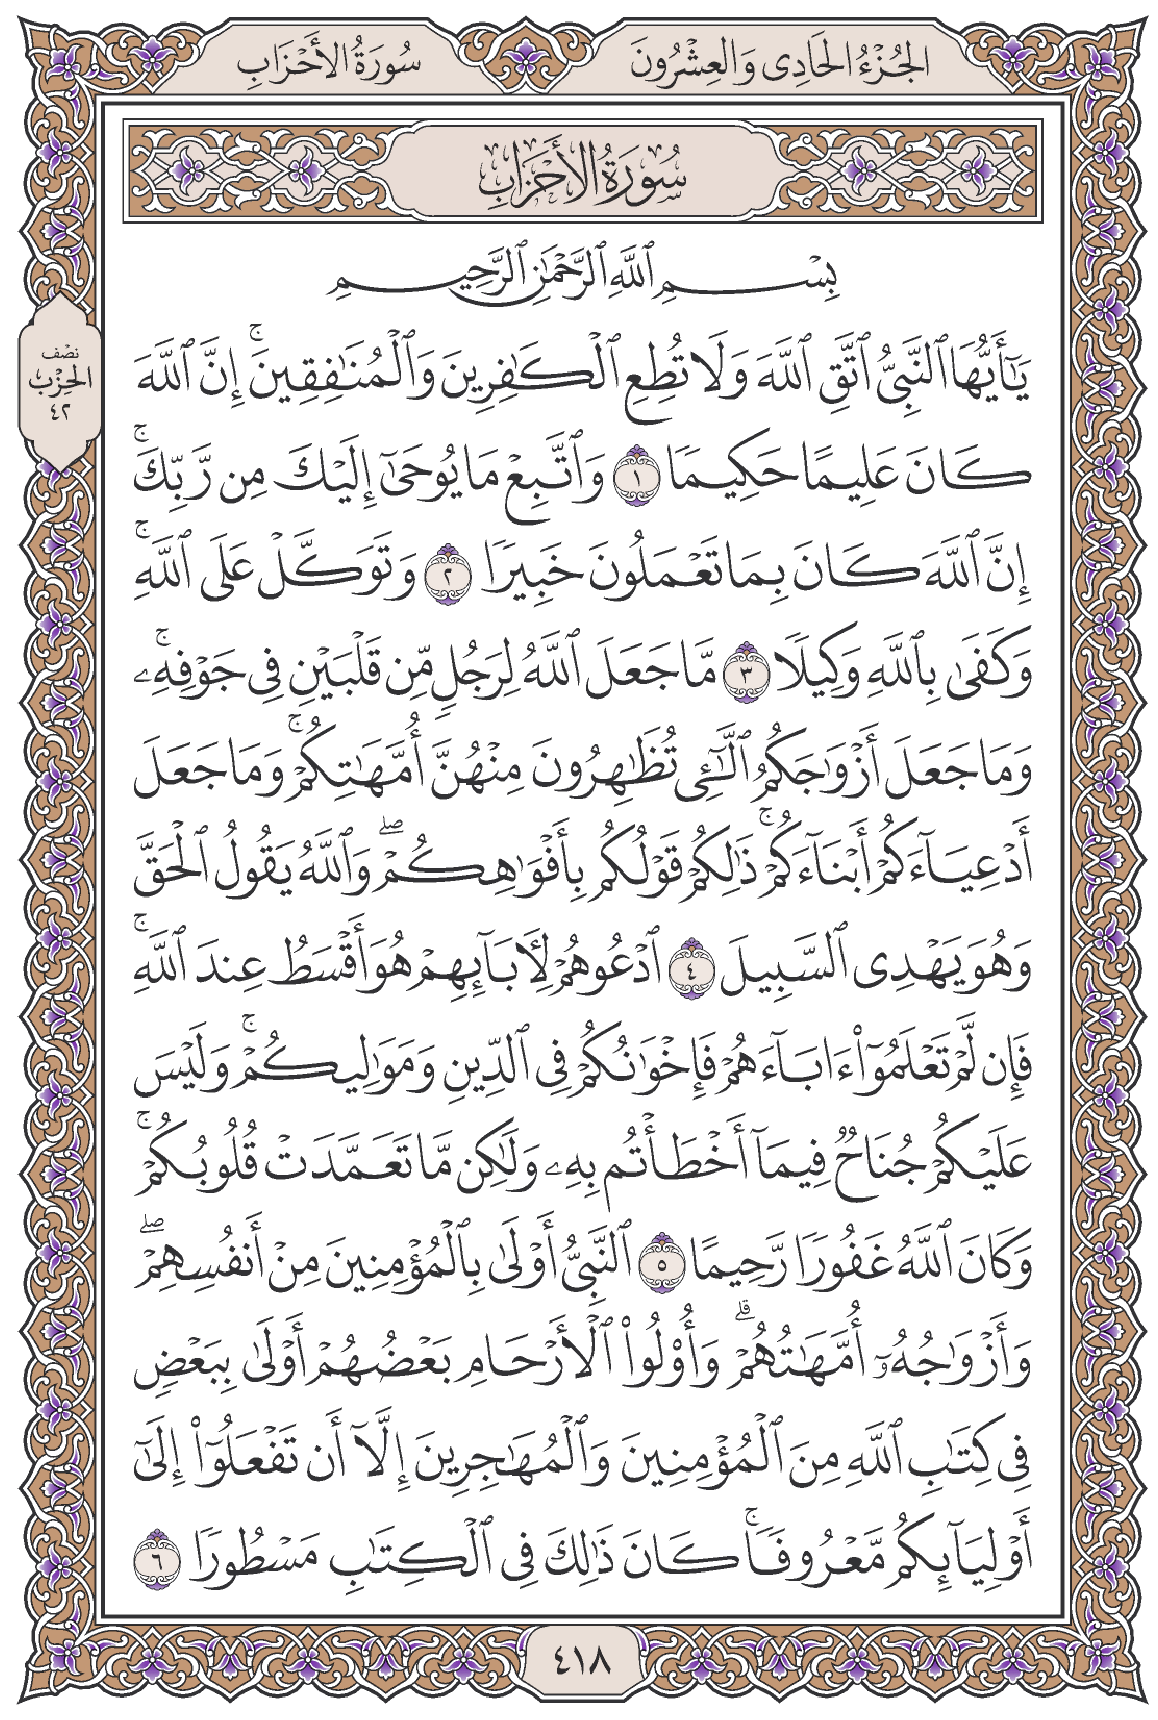 الجُزْءُ الحَادِى وَالعِشْرُونَ
سُورَةُ الأَحْزَابِ
سُورَةُ الأَحْزَابِ
بِسْمِ ٱللَّهِ ٱلرَّحْمَٰنِ ٱلرَّحِيمِ
يَٰٓأَيُّهَا ٱلنَّبِيُّ ٱتَّقِ ٱللَّهَ وَلَا تُطِعِ ٱلْكَٰفِرِينَ وَٱلْمُنَٰفِقِينَۚ إِنَّ ٱللَّهَ
كَانَ عَلِيمًا حَكِيمًا ١ وَٱتَّبِعْ مَا يُوحَىٰٓ إِلَيْكَ مِن رَّبِّكَۚ
إِنَّ ٱللَّهَ كَانَ بِمَا تَعْمَلُونَ خَبِيرًا ٢ وَتَوَكَّلْ عَلَى ٱللَّهِۚ
وَكَفَىٰ بِٱللَّهِ وَكِيلًا ٣ مَّا جَعَلَ ٱللَّهُ لِرَجُلٍ مِّن قَلْبَيْنِ فِى جَوْفِهِۦۚ
وَمَا جَعَلَ أَزْوَٰجَكُمُ ٱلَّٰٓـِٔى تُظَٰهِرُونَ مِنْهُنَّ أُمَّهَٰتِكُمْۚ وَمَا جَعَلَ
أَدْعِيَآءَكُمْ أَبْنَآءَكُمْۚ ذَٰلِكُمْ قَوْلُكُم بِأَفْوَٰهِكُمْۖ وَٱللَّهُ يَقُولُ ٱلْحَقَّ
وَهُوَ يَهْدِى ٱلسَّبِيلَ ٤ ٱدْعُوهُمْ لِأَبَآئِهِمْ هُوَ أَقْسَطُ عِندَ ٱللَّهِۚ
فَإِن لَّمْ تَعْلَمُوٓا۟ ءَابَآءَهُمْ فَإِخْوَٰنُكُمْ فِى ٱلدِّينِ وَمَوَٰلِيكُمْۚ وَلَيْسَ
عَلَيْكُمْ جُنَاحٌ فِيمَآ أَخْطَأْتُم بِهِۦ وَلَٰكِن مَّا تَعَمَّدَتْ قُلُوبُكُمْۚ
وَكَانَ ٱللَّهُ غَفُورًا رَّحِيمًا ٥ ٱلنَّبِيُّ أَوْلَىٰ بِٱلْمُؤْمِنِينَ مِنْ أَنفُسِهِمْۖ
وَأَزْوَٰجُهُۥٓ أُمَّهَٰتُهُمْۗ وَأُو۟لُوا۟ ٱلْأَرْحَامِ بَعْضُهُمْ أَوْلَىٰ بِبَعْضٍ
فِى كِتَٰبِ ٱللَّهِ مِنَ ٱلْمُؤْمِنِينَ وَٱلْمُهَٰجِرِينَ إِلَّآ أَن تَفْعَلُوٓا۟ إِلَىٰٓ
أَوْلِيَآئِكُم مَّعْرُوفًاۚ كَانَ ذَٰلِكَ فِى ٱلْكِتَٰبِ مَسْطُورًا ٦
نصْف
الحِزْب
٤٢
٤١٨